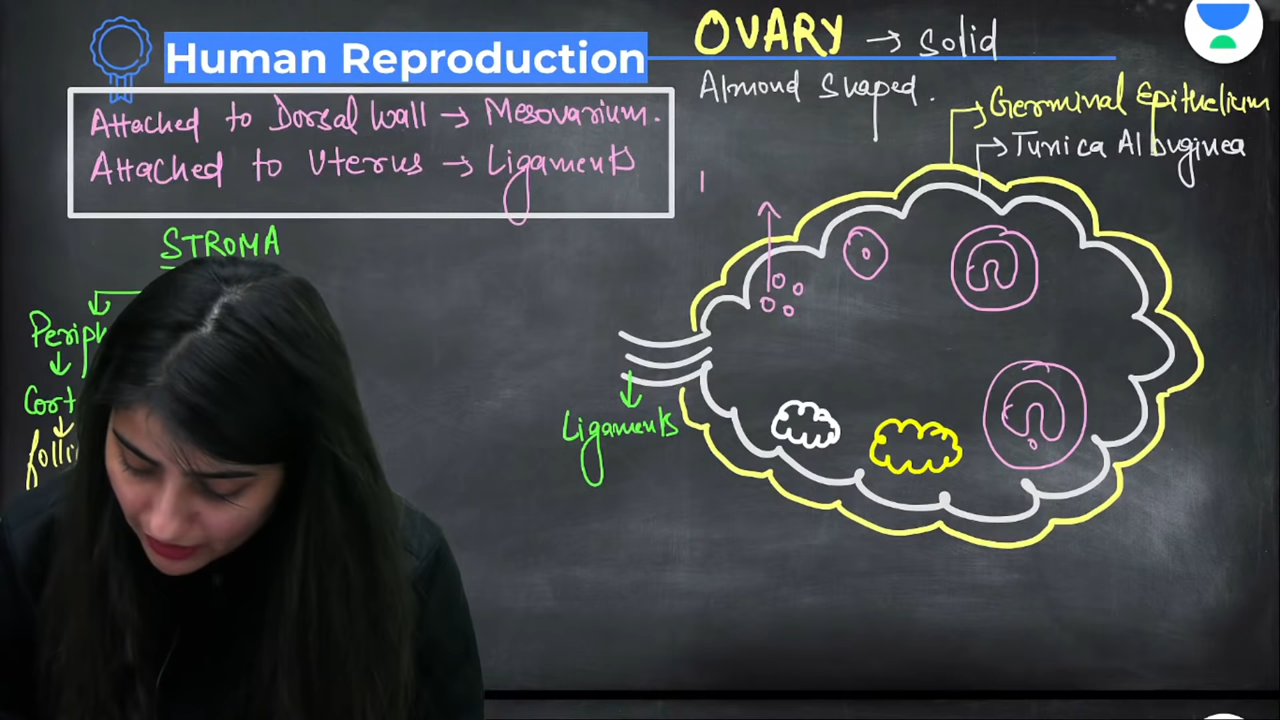 Human Reproduction
OVARY → Solid
Almond Shaped.
Attached to Dorsal Wall → Mesovarium.
Attached to Uterus → Ligaments
Germinal Epithelium
Tunica Albuginea
STROMA
Ligaments